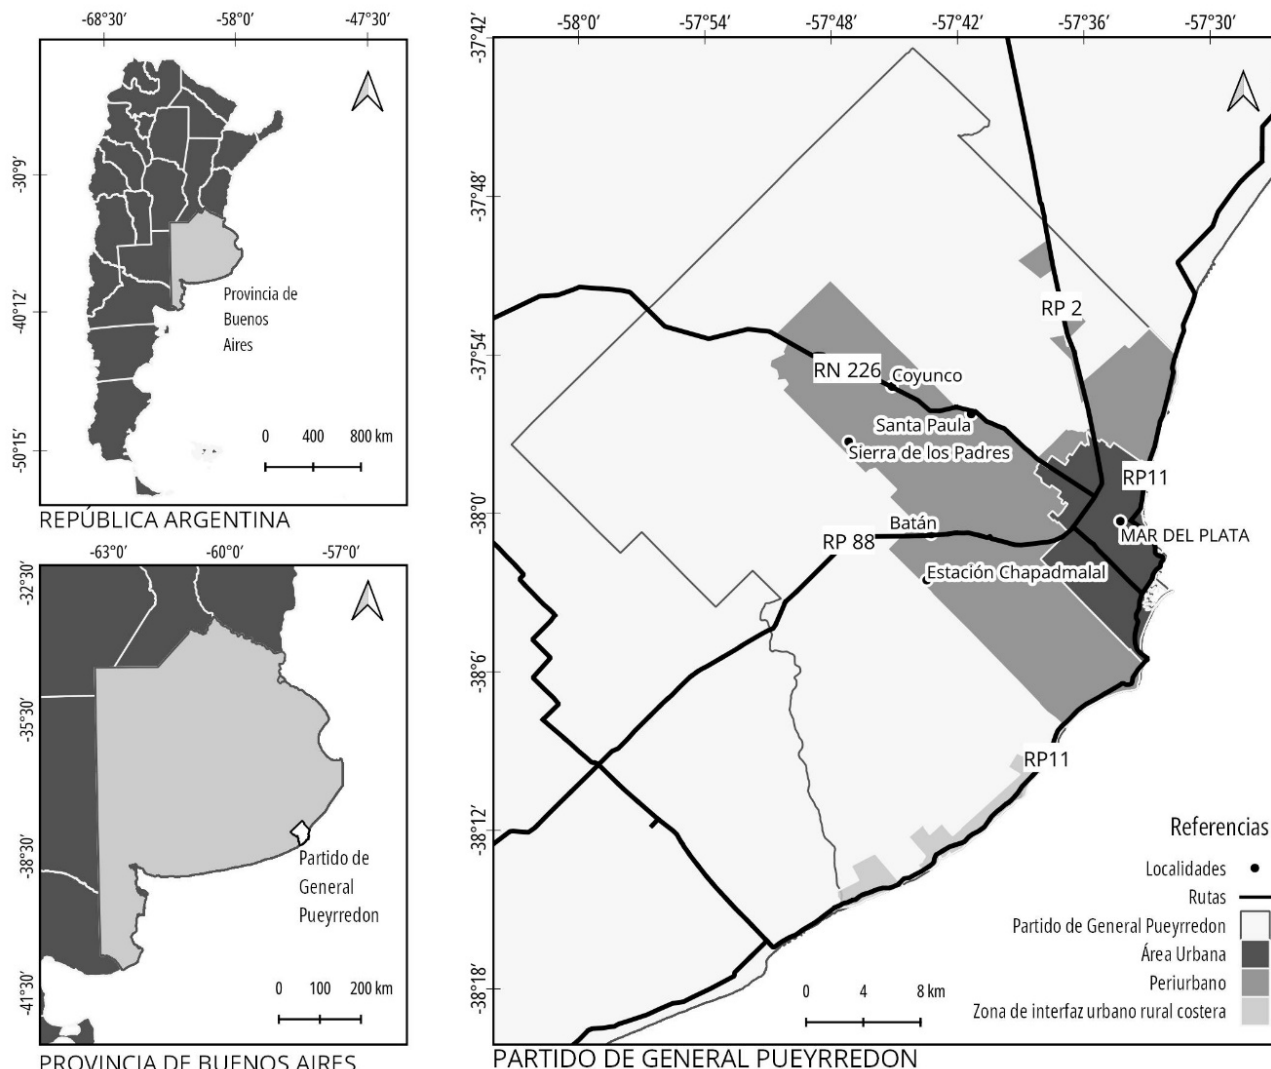 -68°30' -58°0' -47°30'
-30°9'
-40°12'
-50°15'
Provincia de
Buenos
Aires
0 400 800 km
REPÚBLICA ARGENTINA
-63°0' -60°0' -57°0'
-32°30'
-35°30'
-38°30'
-41°30'
Partido de
General
Pueyrredon
0 100 200 km
PROVINCIA DE BUENOS AIRES
-58°0' -57°54' -57°48' -57°42' -57°36' -57°30'
-37°42'
-37°48'
-37°54'
-38°0'
-38°6'
-38°12'
-38°18'
RP 2
RN 226
Coyunco
Santa Paula
Sierra de los Padres
RP11
Batán
MAR DEL PLATA
RP 88
Estación Chapadmalal
RP11
Referencias
Localidades
Rutas
Partido de General Pueyrredon
Área Urbana
Periurbano
Zona de interfaz urbano rural costera
0 4 8 km
PARTIDO DE GENERAL PUEYRREDON